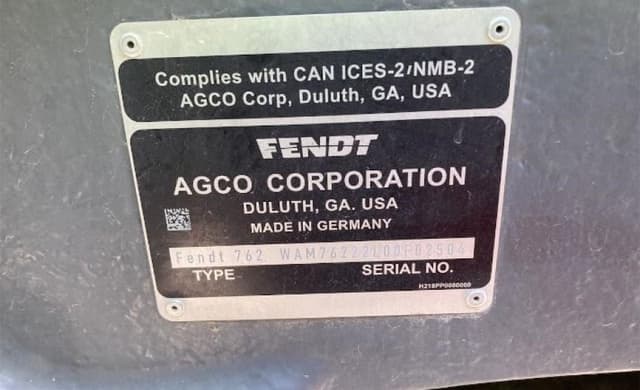 Complies with CAN ICES-2/NMB-2
AGCO Corp, Duluth, GA, USA
FENDT
AGCO CORPORATION
DULUTH, GA. USA
MADE IN GERMANY
Fendt 762
TYPE SERIAL NO.